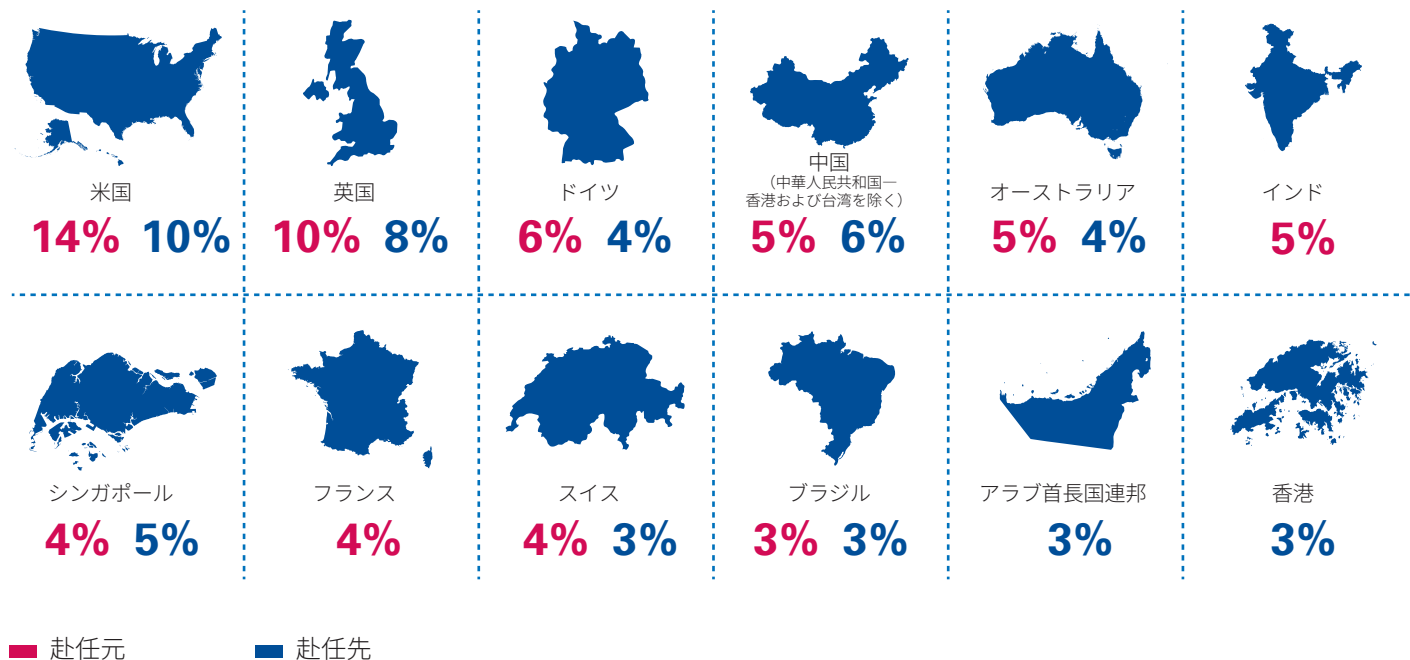 米国
14% 10%
英国
10% 8%
ドイツ
6% 4%
中国
（中華人民共和国―
香港および台湾を除く）
5% 6%
オーストラリア
5% 4%
インド
5%
シンガポール
4% 5%
フランス
4%
スイス
4% 3%
ブラジル
3% 3%
アラブ首長国連邦
3%
香港
3%
赴任元
赴任先